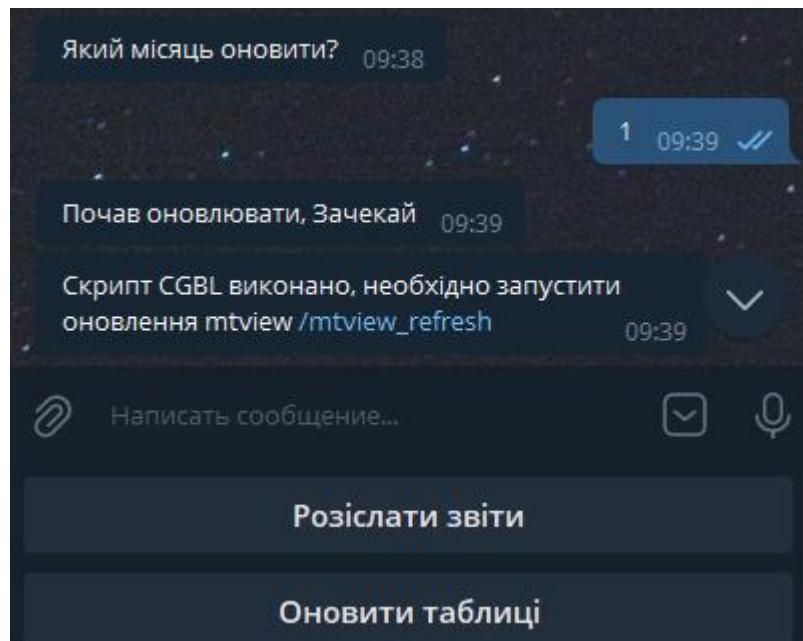 Який місяць оновити? 09:38
1 09:39
Почав оновлювати, Зачекай 09:39
Скрипт CGBL виконано, необхідно запустити
оновлення mtview /mtview_refresh 09:39
Написать сообщение...
Розіслати звіти
Оновити таблиці